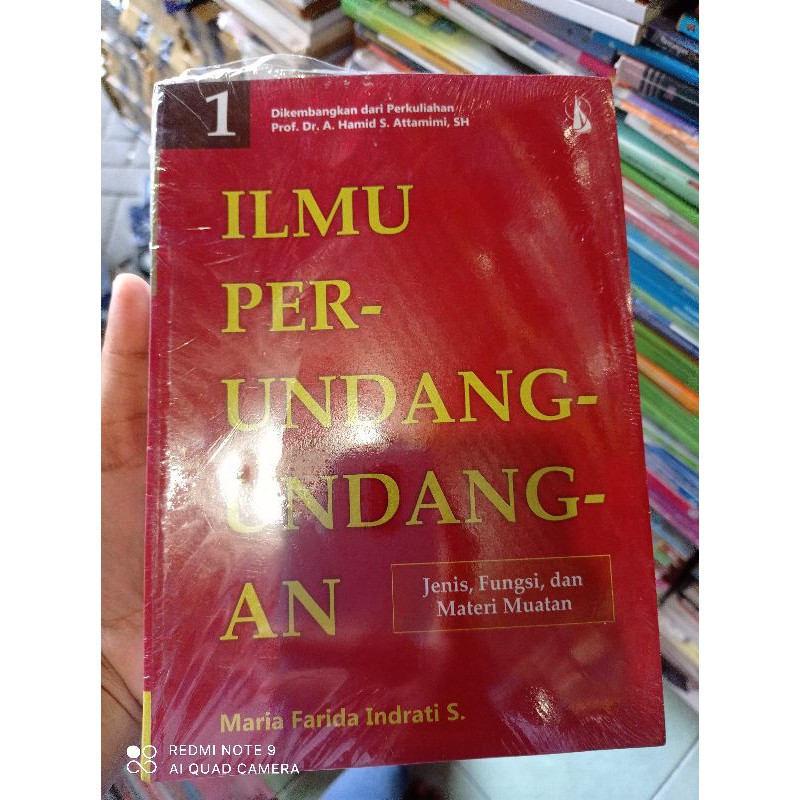 1
Dikembangkan dari Perkuliahan
Prof. Dr. A. Hamid S. Attamimi, SH
ILMU
PER-
UNDANG-
UNDANG-
AN
Jenis, Fungsi, dan
Materi Muatan
Maria Farida Indrati S.
REDMI NOTE 9
AI QUAD CAMERA